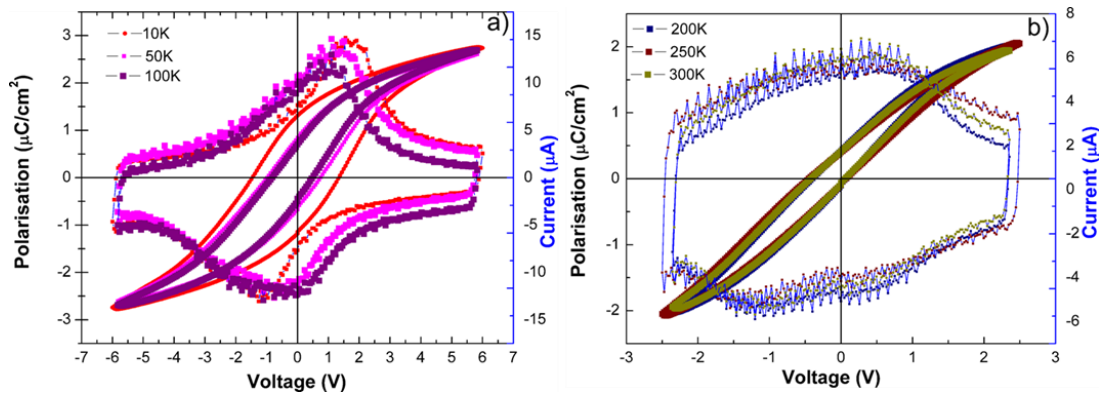 a)
10K
50K
100K
3
2
1
0
-1
-2
-3
Polarisation (μC/cm2)
15
10
5
0
-5
-10
-15
Current (μA)
-7 -6 -5 -4 -3 -2 -1 0 1 2 3 4 5 6 7
Voltage (V)
b)
200K
250K
300K
2
1
0
-1
-2
Polarisation (μC/cm2)
8
6
4
2
0
-2
-4
-6
Current (μA)
-3 -2 -1 0 1 2 3
Voltage (V)